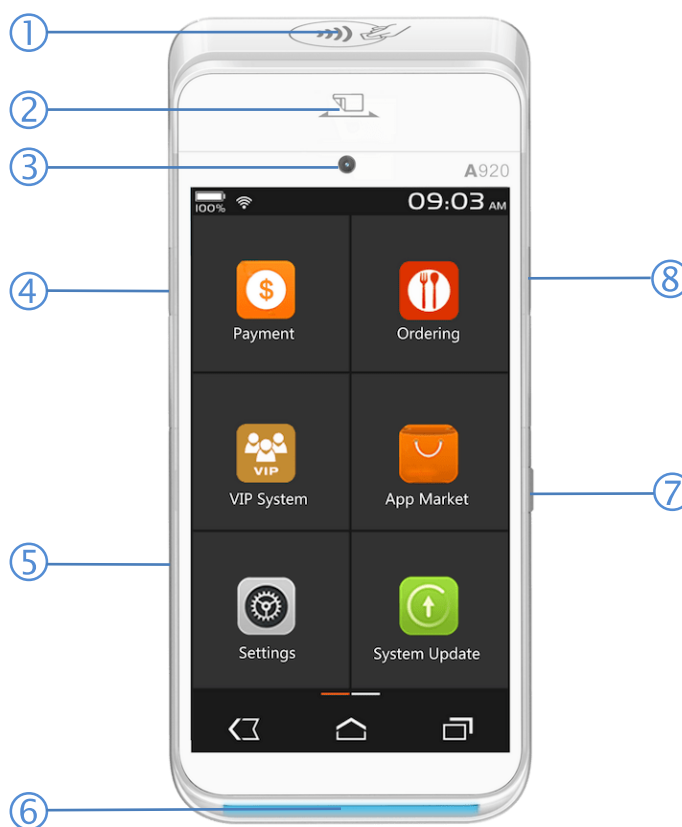 ①
②
③
A920
100%
09:03 AM
④
⑧
$
Payment
Ordering
VIP
VIP System
App Market
⑦
⑤
Settings
System Update
⑥